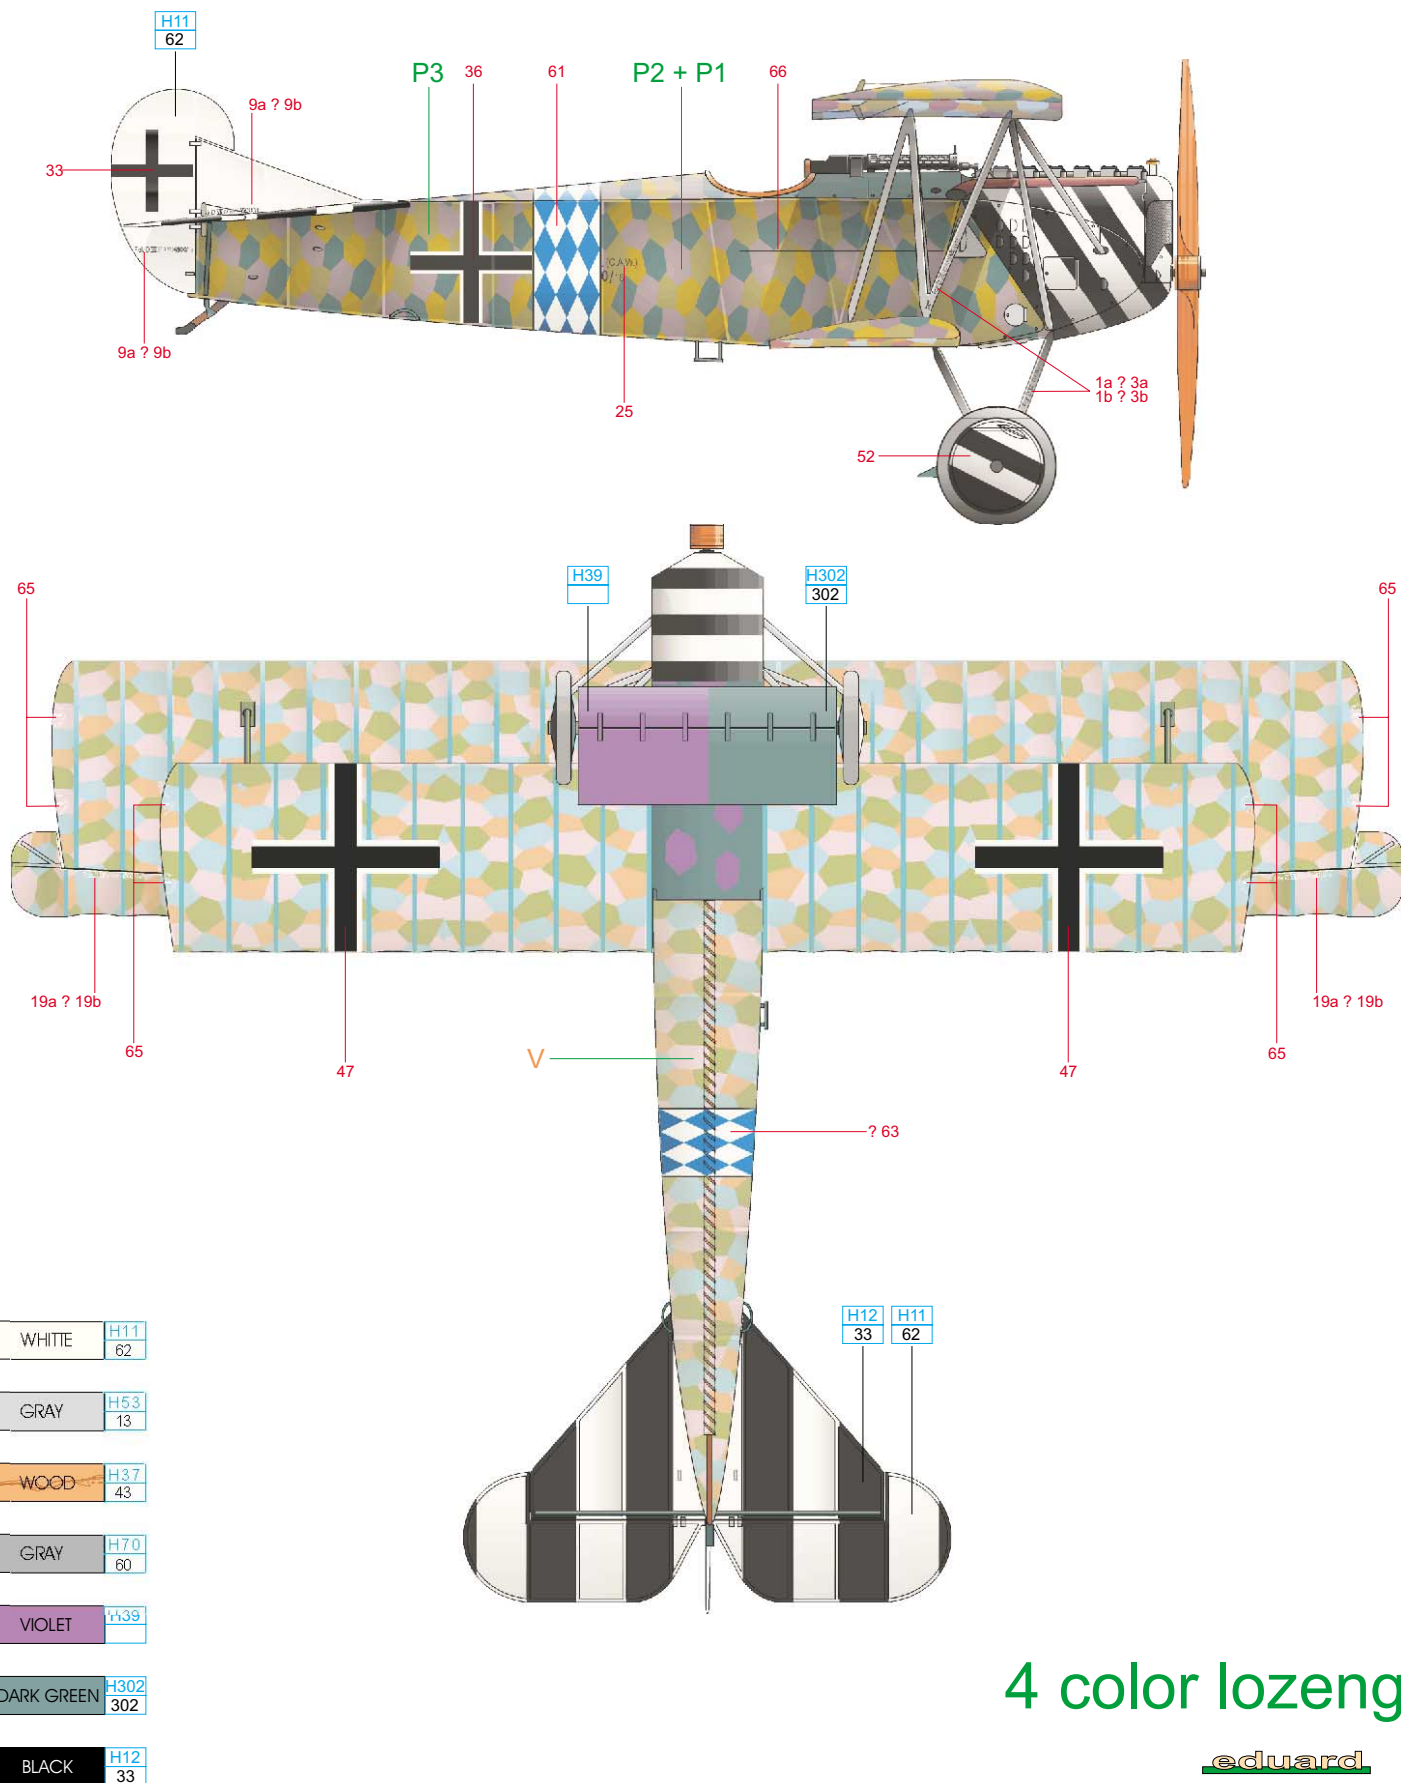 H11
62
P3
36
61
P2 + P1
66
9a ? 9b
33
(C.A.W.)
9a ? 9b
25
1a ? 3a
1b ? 3b
52
H39
H302
302
65
65
19a ? 19b
65
47
V
47
65
19a ? 19b
? 63
H12
33
H11
62
WHITTE
H11
62
GRAY
H53
13
WOOD
H37
43
GRAY
H70
60
VIOLET
H39
DARK GREEN
H302
302
BLACK
H12
33
4 color lozeng
eduard